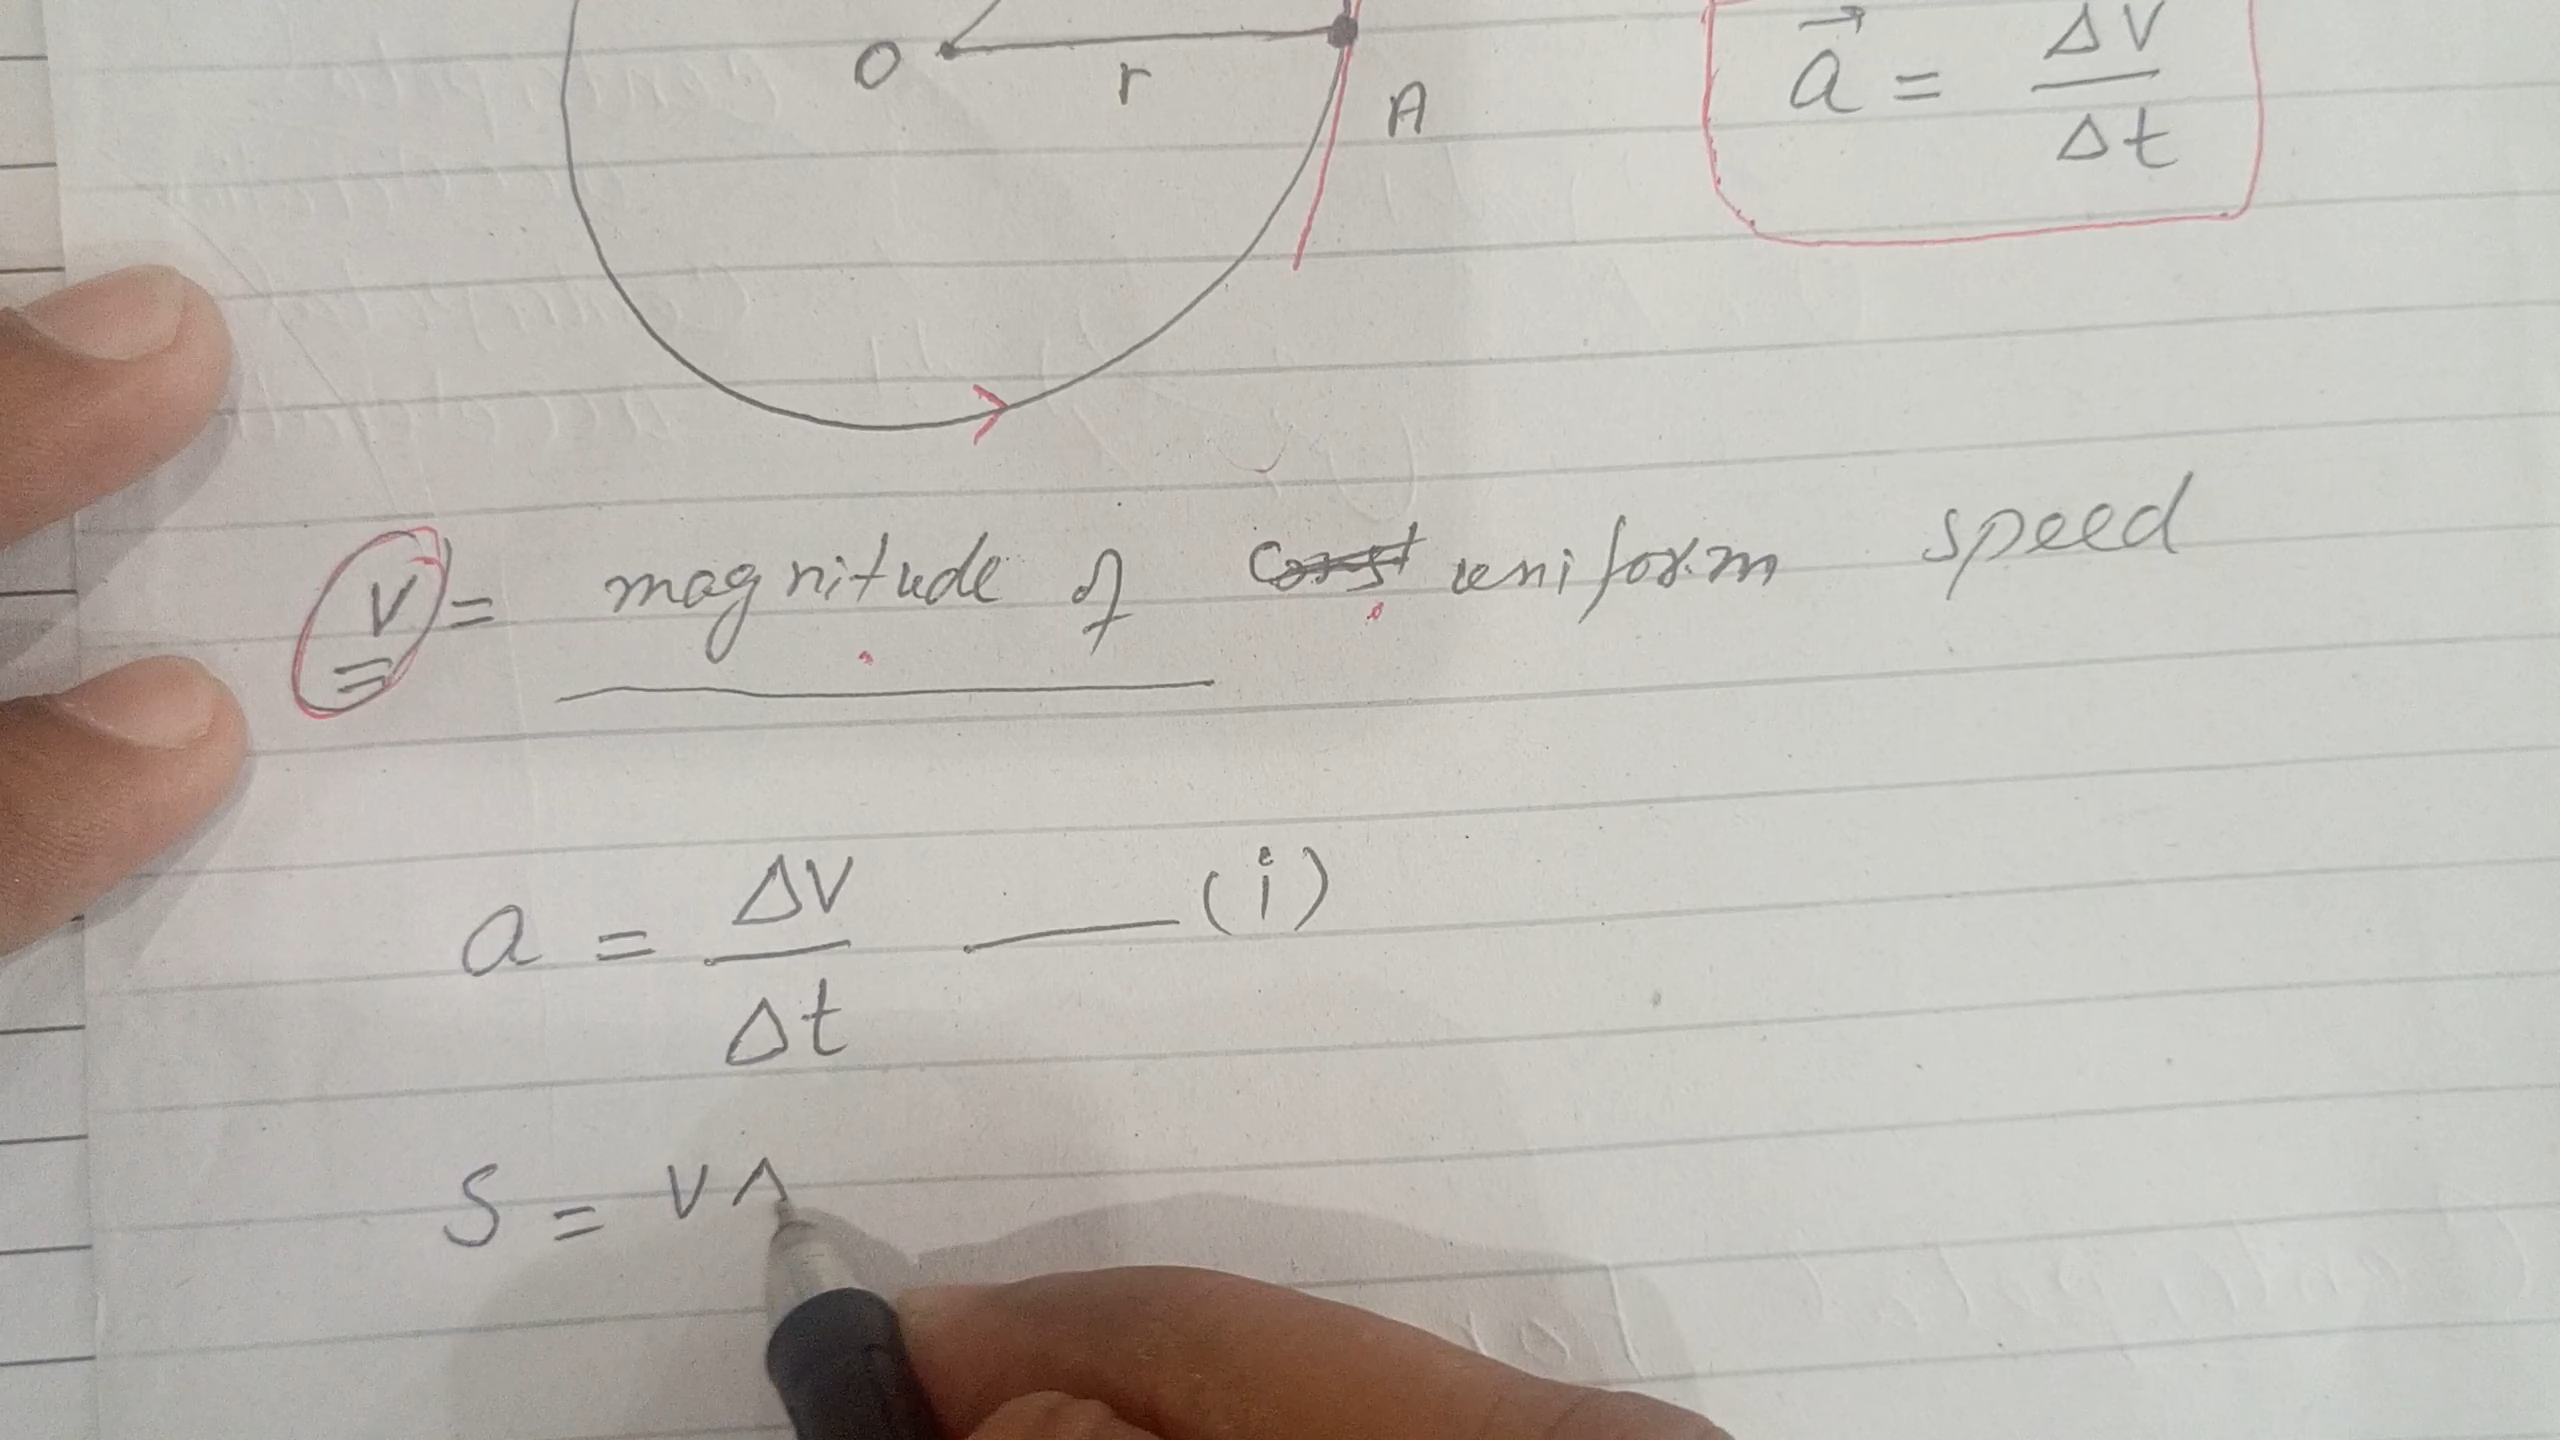 O r A
a⃗ = ΔV/Δt
V = magnitude of uniform speed
a = ΔV/Δt —— (i)
S = V